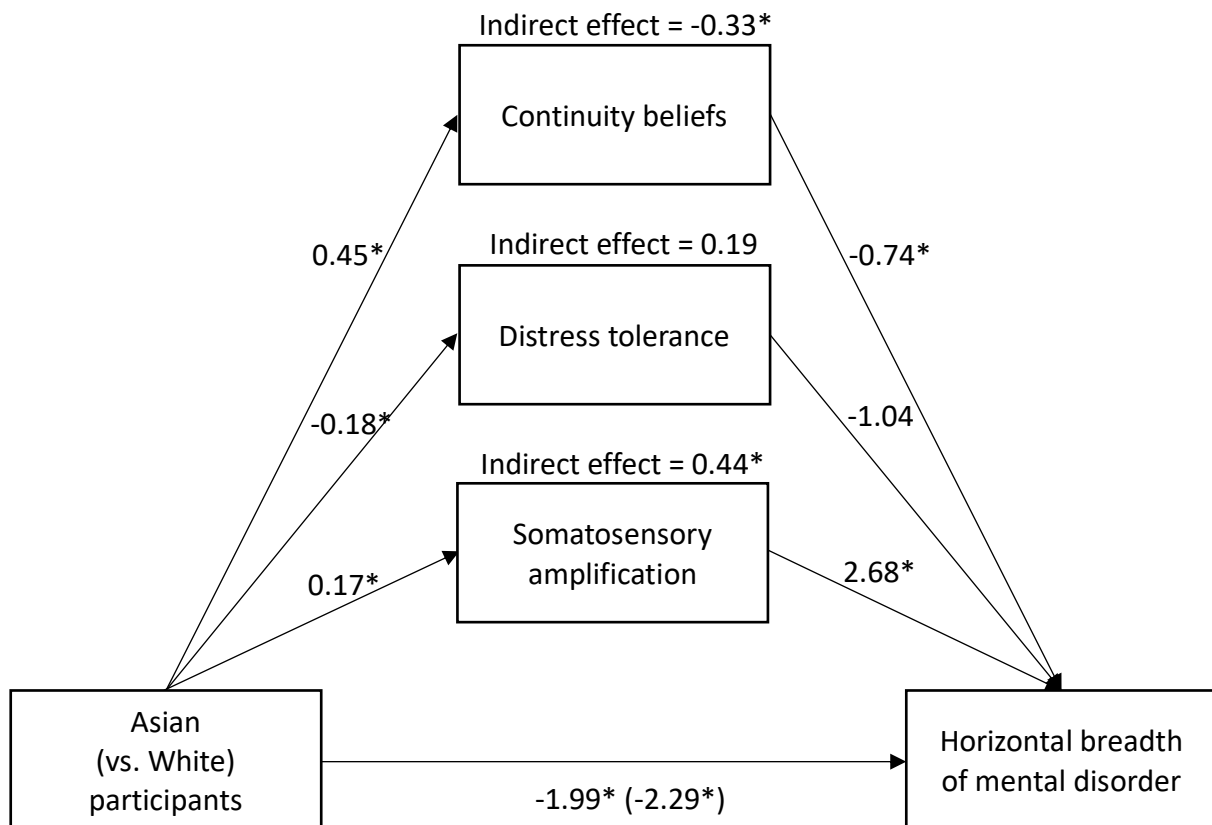 Indirect effect = -0.33*
Continuity beliefs
0.45*
-0.74*
Indirect effect = 0.19
Distress tolerance
-0.18*
-1.04
Indirect effect = 0.44*
Somatosensory
amplification
0.17*
2.68*
Asian
(vs. White)
participants
Horizontal breadth
of mental disorder
-1.99* (-2.29*)